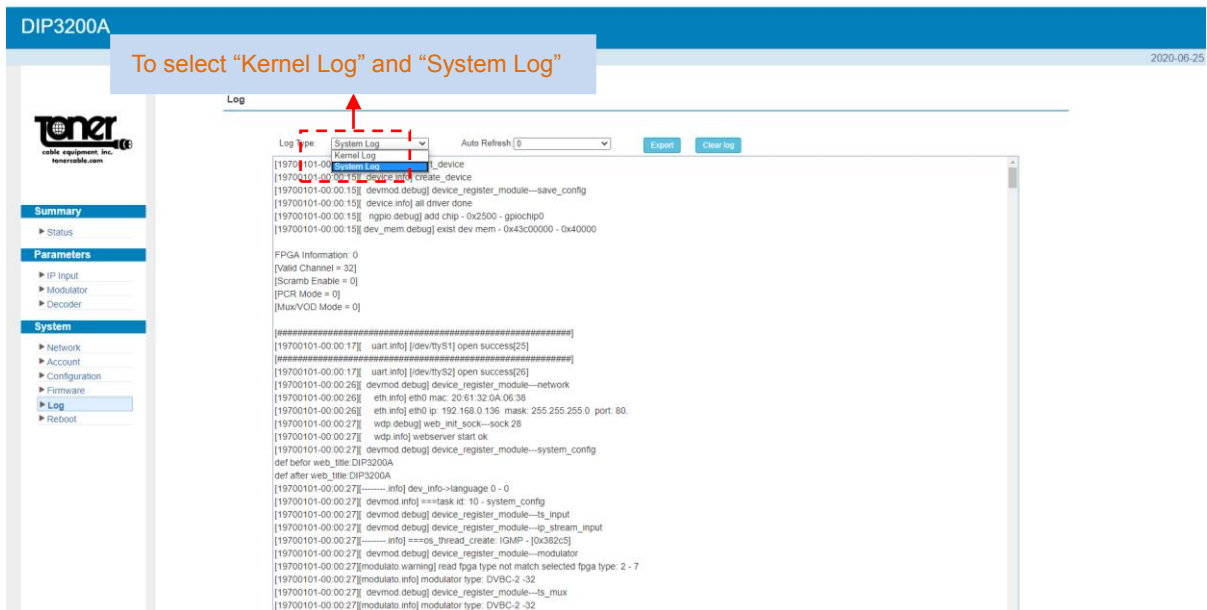 DIP3200A
To select “Kernel Log” and “System Log”
2020-06-25
toner
cable equipment, inc.
tonercable.com
Summary
Status
Parameters
IP Input
Modulator
Decoder
System
Network
Account
Configuration
Firmware
Log
Reboot
Log
Log Type: System Log Auto Refresh: 0 Export Clear log
Kernel Log
System Log
[19700101-00 t_device
[19700101-00:00:15][ device.info] create_device
[19700101-00:00:15][ devmod.debug] device_register_module---save_config
[19700101-00:00:15][ device.info] all driver done
[19700101-00:00:15][ ngpio.debug] add chip - 0x2500 - gpiochip0
[19700101-00:00:15][ dev_mem.debug] exist dev mem - 0x43c00000 - 0x40000
FPGA Information: 0
[Valid Channel = 32]
[Scramb Enable = 0]
[PCR Mode = 0]
[Mux/VOD Mode = 0]
[##########################################################]
[19700101-00:00:17][ uart.info] [/dev/ttyS1] open success[25]
[##########################################################]
[19700101-00:00:17][ uart.info] [/dev/ttyS2] open success[26]
[19700101-00:00:26][ devmod.debug] device_register_module---network
[19700101-00:00:26][ eth.info] eth0 mac: 20:61:32:0A:06:38
[19700101-00:00:26][ eth.info] eth0 ip: 192.168.0.136 mask: 255.255.255.0 port: 80.
[19700101-00:00:27][ wdp.debug] web_init_sock---sock 28
[19700101-00:00:27][ wdp.info] webserver start ok
[19700101-00:00:27][ devmod.debug] device_register_module---system_config
def befor web_title:DIP3200A
def after web_title:DIP3200A
[19700101-00:00:27][--------.info] dev_info->language 0 - 0
[19700101-00:00:27][ devmod.info] ===task id: 10 - system_config
[19700101-00:00:27][ devmod.debug] device_register_module---ts_input
[19700101-00:00:27][ devmod.debug] device_register_module---ip_stream_input
[19700101-00:00:27][--------.info] ===os_thread_create: IGMP - [0x382c5]
[19700101-00:00:27][ devmod.debug] device_register_module---modulator
[19700101-00:00:27][modulato.warning] read fpga type not match selected fpga type: 2 - 7
[19700101-00:00:27][modulato.info] modulator type: DVBC-2 -32
[19700101-00:00:27][ devmod.debug] device_register_module---ts_mux
[19700101-00:00:27][modulato.info] modulator type: DVBC-2 -32